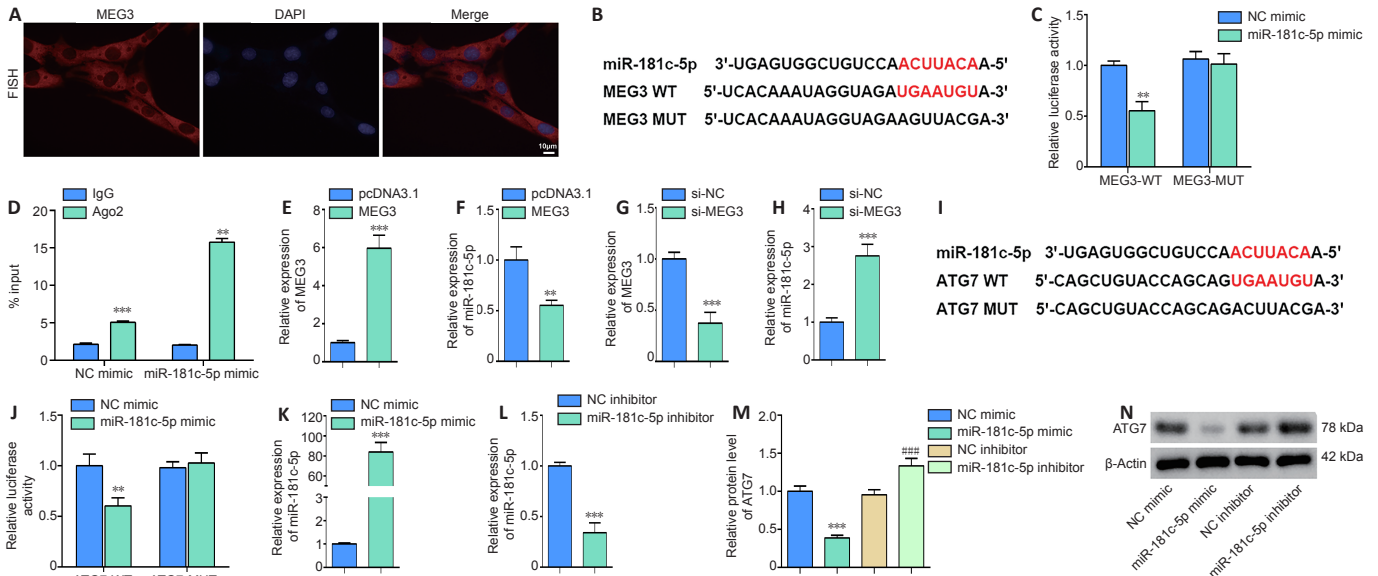 A
MEG3
DAPI
Merge
FISH
10μm
B
miR-181c-5p 3'-UGAGUGGCUGUCCAACUUACAA-5'
MEG3 WT 5'-UCACAAAUAGGUAGAUGAAUGUA-3'
MEG3 MUT 5'-UCACAAAUAGGUAGAAGUUACGA-3'
C
NC mimic
miR-181c-5p mimic
Relative luciferase activity
1.5
1.0
0.5
0
**
MEG3-WT
MEG3-MUT
D
IgG
Ago2
% input
20
15
10
5
0
***
**
NC mimic
miR-181c-5p mimic
E
pcDNA3.1
MEG3
Relative expression
of MEG3
8
6
4
2
0
***
F
pcDNA3.1
MEG3
Relative expression
of miR-181c-5p
1.5
1.0
0.5
0
**
G
si-NC
si-MEG3
Relative expression
of MEG3
1.5
1.0
0.5
0
***
H
si-NC
si-MEG3
Relative expression
of miR-181c-5p
4
3
2
1
0
***
I
miR-181c-5p 3'-UGAGUGGCUGUCCAACUUACAA-5'
ATG7 WT 5'-CAGCUGUACCAGCAGUGAAUGUA-3'
ATG7 MUT 5'-CAGCUGUACCAGCAGACUUACGA-3'
J
NC mimic
miR-181c-5p mimic
Relative luciferase
activity
1.5
1.0
0.5
0
**
K
NC mimic
miR-181c-5p mimic
Relative expression
of miR-181c-5p
120
100
80
60
40
3
2
1
0
***
L
NC inhibitor
miR-181c-5p inhibitor
Relative expression
of miR-181c-5p
1.5
1.0
0.5
0
***
M
NC mimic
miR-181c-5p mimic
NC inhibitor
miR-181c-5p inhibitor
Relative protein level
of ATG7
2.0
1.5
1.0
0.5
0
***
###
N
ATG7
78 kDa
β-Actin
42 kDa
NC mimic
miR-181c-5p mimic
NC inhibitor
miR-181c-5p inhibitor